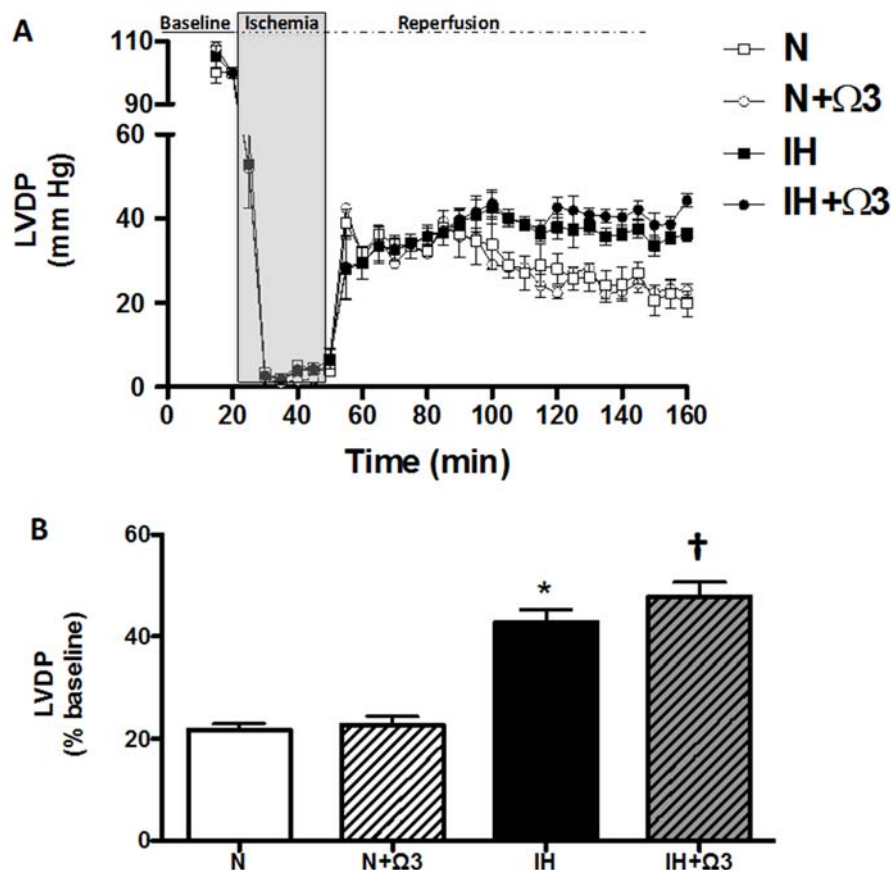 A
Baseline Ischemia Reperfusion
110
90
60
40
20
0
LVDP
(mm Hg)
0 20 40 60 80 100 120 140 160
Time (min)
N
N+Ω3
IH
IH+Ω3
B
60
40
20
0
LVDP
(% baseline)
* †
N N+Ω3 IH IH+Ω3